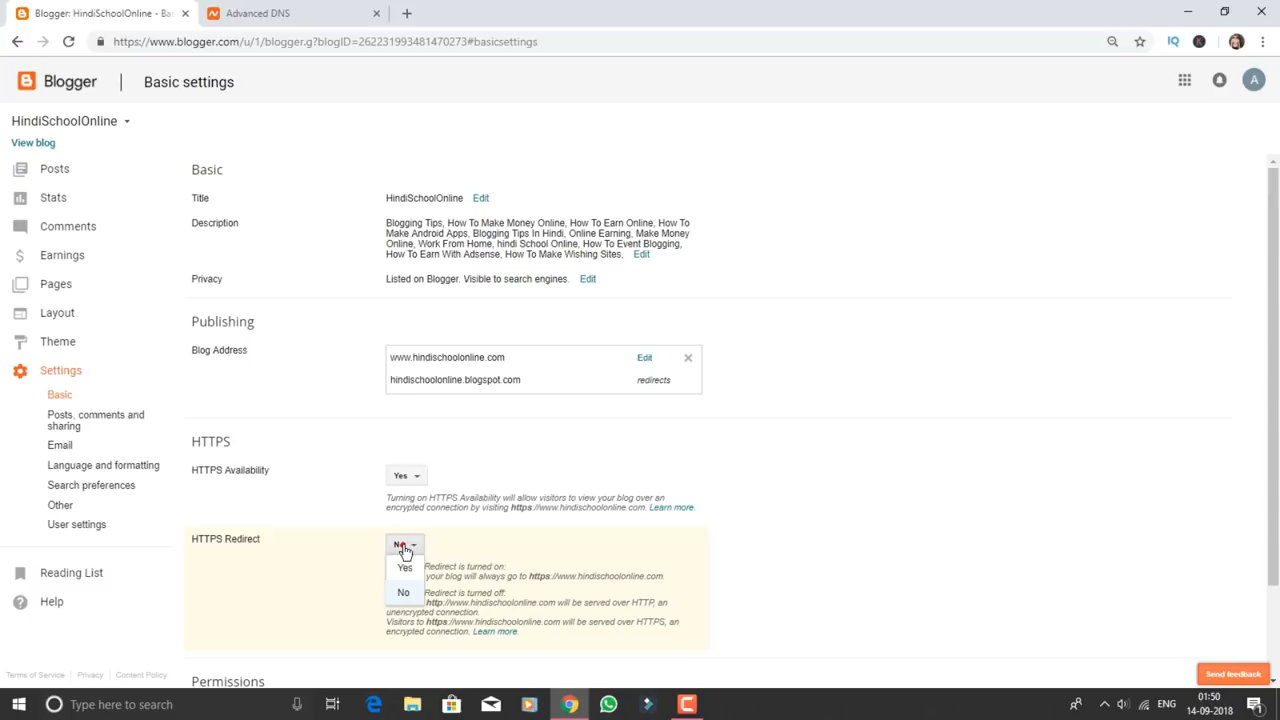 Blogger: HindiSchoolOnline - Bas
Advanced DNS
https://www.blogger.com/u/1/blogger.g?blogID=262231993481470273#basicsettings
IQ
Blogger
Basic settings
A
HindiSchoolOnline
View blog
Posts
Stats
Comments
Earnings
Pages
Layout
Theme
Settings
Basic
Posts, comments and
sharing
Email
Language and formatting
Search preferences
Other
User settings
Reading List
Help
Terms of Service | Privacy | Content Policy
Basic
Title
HindiSchoolOnline Edit
Description
Blogging Tips, How To Make Money Online, How To Earn Online, How To
Make Android Apps, Blogging Tips In Hindi, Online Earning, Make Money
Online, Work From Home, hindi School Online, How To Event Blogging,
How To Earn With Adsense, How To Make Wishing Sites, Edit
Privacy
Listed on Blogger. Visible to search engines. Edit
Publishing
Blog Address
www.hindischoolonline.com Edit
hindischoolonline.blogspot.com redirects
HTTPS
HTTPS Availability
Yes
Turning on HTTPS Availability will allow visitors to view your blog over an
encrypted connection by visiting https://www.hindischoolonline.com. Learn more.
HTTPS Redirect
No
Yes
No
Redirect is turned on:
your blog will always go to https://www.hindischoolonline.com.
Redirect is turned off:
http://www.hindischoolonline.com will be served over HTTP, an
unencrypted connection.
Visitors to https://www.hindischoolonline.com will be served over HTTPS, an
encrypted connection. Learn more.
Permissions
Send feedback
Type here to search
ENG
01:50
14-09-2018
1